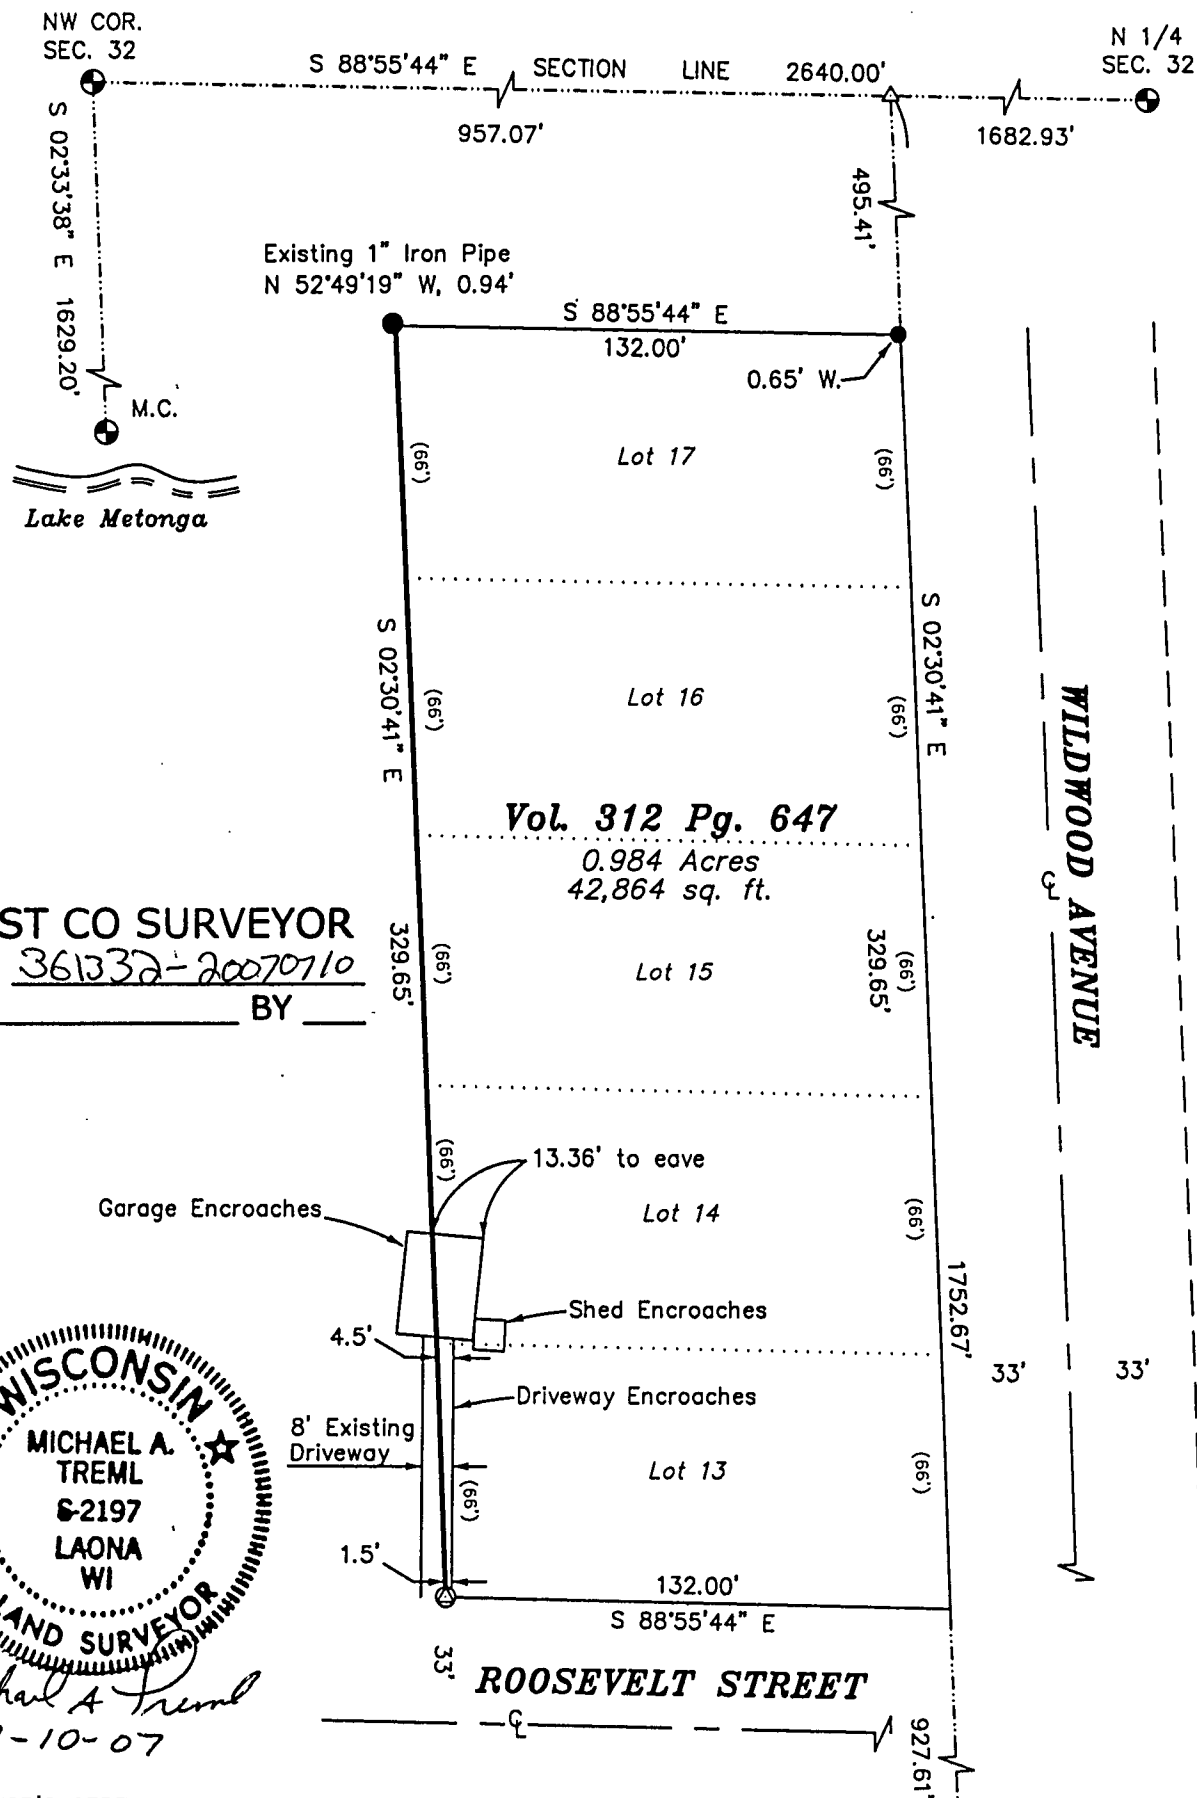 NW COR.
SEC. 32
N 1/4
SEC. 32
S 88°55'44" E SECTION LINE 2640.00'
957.07'
1682.93'
S 02°33'38" E 1629.20'
495.41'
Existing 1" Iron Pipe
N 52°49'19" W, 0.94'
S 88°55'44" E
132.00'
0.65' W.
M.C.
Lake Metonga
(66')
Lot 17
(66')
S 02°30'41" E
S 02°30'41" E
(66')
Lot 16
(66')
WILDWOOD AVENUE
Vol. 312 Pg. 647
0.984 Acres
42,864 sq. ft.
℄
ST CO SURVEYOR
361332-20070710
BY
329.65'
(66')
Lot 15
(66')
329.65'
(66')
13.36' to eave
Garage Encroaches
Lot 14
(66')
1752.67'
Shed Encroaches
4.5'
33'
33'
Driveway Encroaches
8' Existing
Driveway
Lot 13
(66')
(66')
1.5'
132.00'
S 88°55'44" E
WISCONSIN
MICHAEL A.
TREML
S-2197
LAONA
WI
LAND SURVEYOR
33'
ROOSEVELT STREET
℄
hael A Treml
-10-07
927.61'